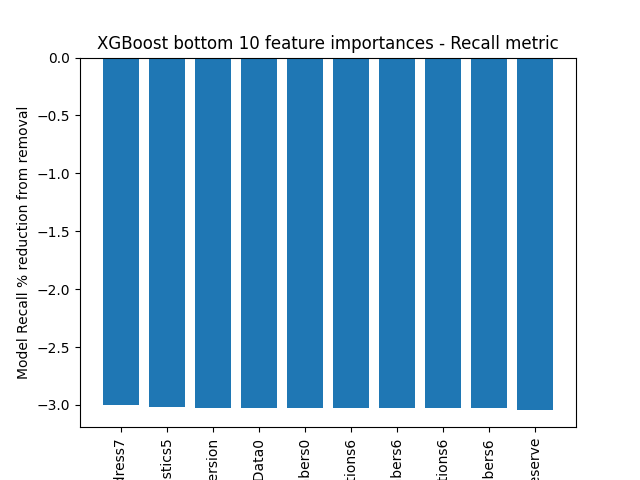 XGBoost bottom 10 feature importances - Recall metric
Model Recall % reduction from removal
0.0
−0.5
−1.0
−1.5
−2.0
−2.5
−3.0
dress7
stics5
ersion
Data0
bers0
tions6
bers6
tions6
bers6
eserve